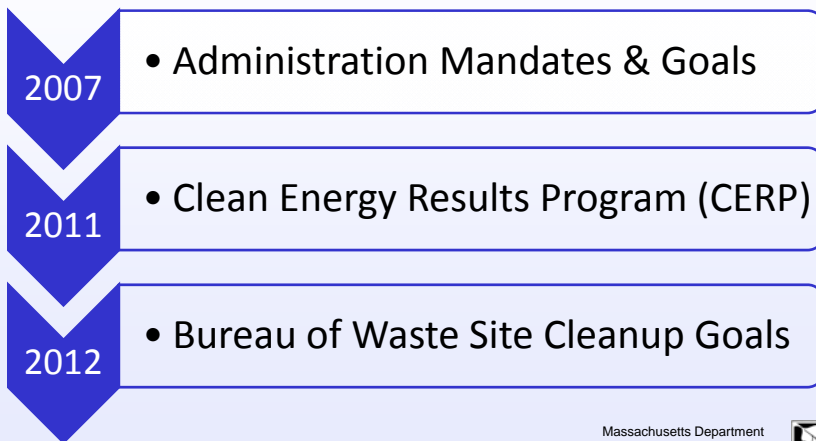 2007
• Administration Mandates & Goals
2011
• Clean Energy Results Program (CERP)
2012
• Bureau of Waste Site Cleanup Goals
Massachusetts Department